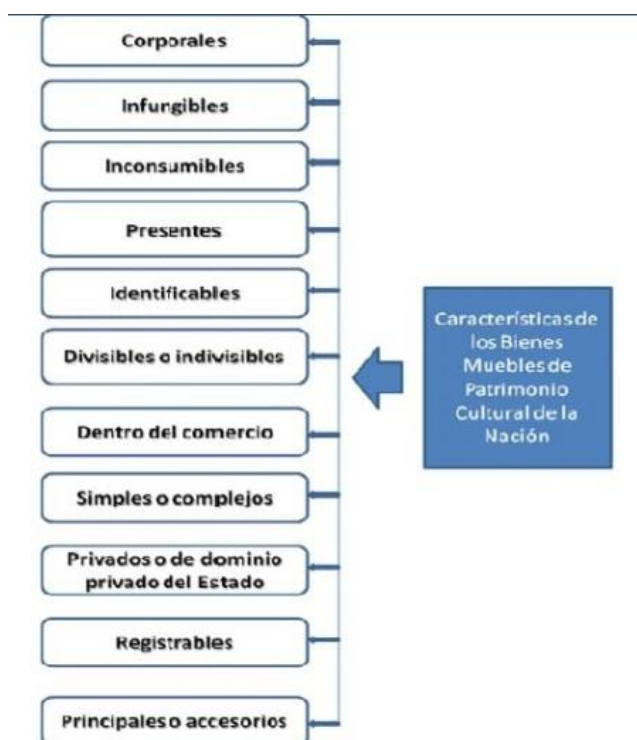 Corporales
Infungibles
Inconsumibles
Presentes
Identificables
Divisibles o indivisibles
Dentro del comercio
Simples o complejos
Privados o de dominio
privado del Estado
Registrables
Principales o accesorios
Características de
los Bienes
Muebles de
Patrimonio
Cultural de la
Nación